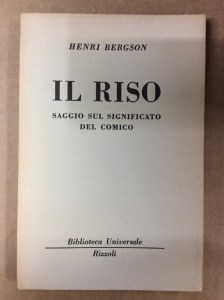 HENRI BERGSON
IL RISO
SAGGIO SUL SIGNIFICATO
DEL COMICO
Biblioteca Universale
Rizzoli